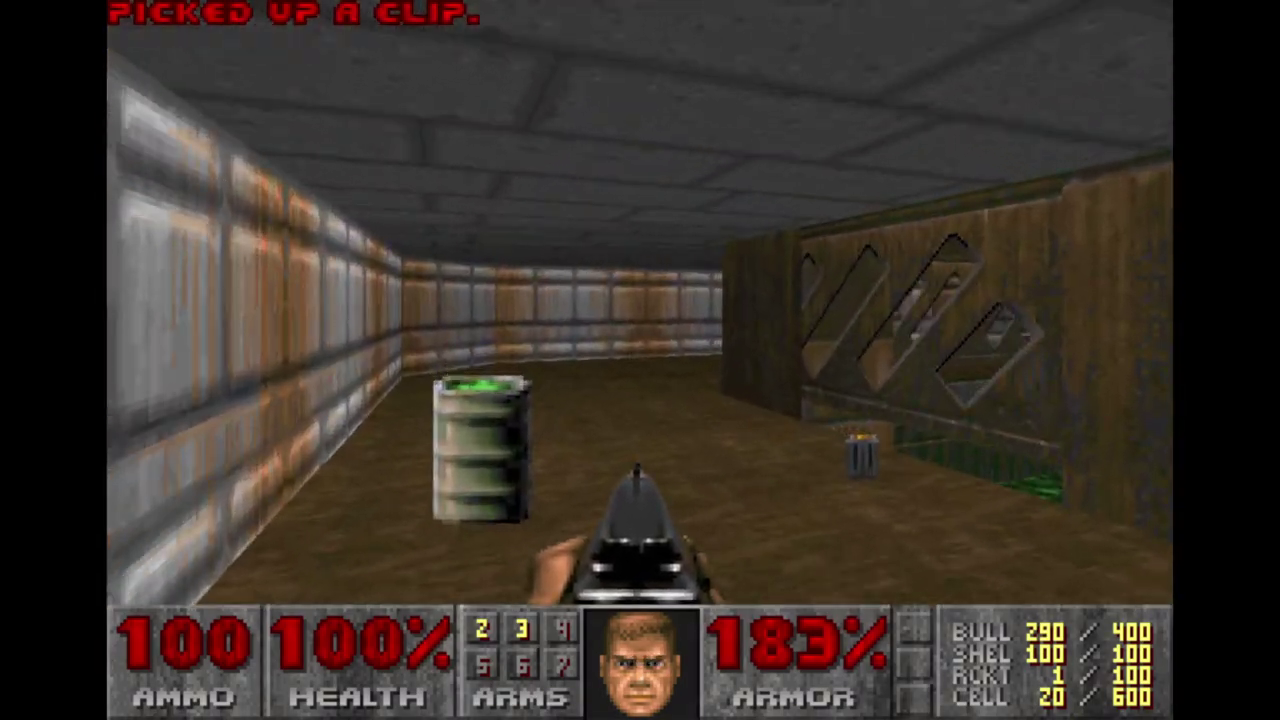 PICKED UP A CLIP.
100 100% 2 3 4 183% BULL 290 / 400
SHEL 100 / 100
5 6 7 RCKT 1 / 100
AMMO HEALTH ARMS ARMOR CELL 20 / 600